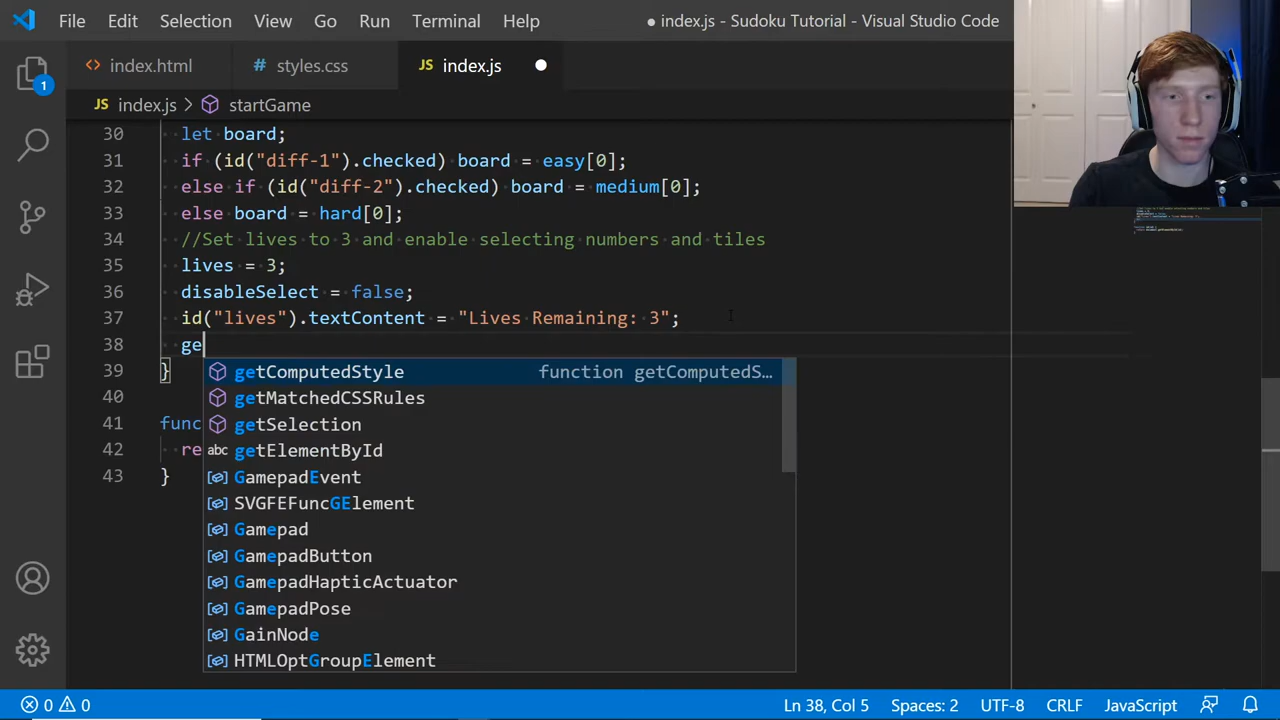 File Edit Selection View Go Run Terminal Help ● index.js - Sudoku Tutorial - Visual Studio Code
index.html # styles.css JS index.js
JS index.js > startGame
30 let board;
31 if (id("diff-1").checked) board = easy[0];
32 else if (id("diff-2").checked) board = medium[0];
33 else board = hard[0];
34 //Set lives to 3 and enable selecting numbers and tiles
35 lives = 3;
36 disableSelect = false;
37 id("lives").textContent = "Lives Remaining: 3";
38 ge
39 } getComputedStyle function getComputedS…
40 getMatchedCSSRules
41 func getSelection
42 re abc getElementById
43 } GamepadEvent
SVGFEFuncGElement
Gamepad
GamepadButton
GamepadHapticActuator
GamepadPose
GainNode
HTMLOptGroupElement
1
0 0 Ln 38, Col 5 Spaces: 2 UTF-8 CRLF JavaScript